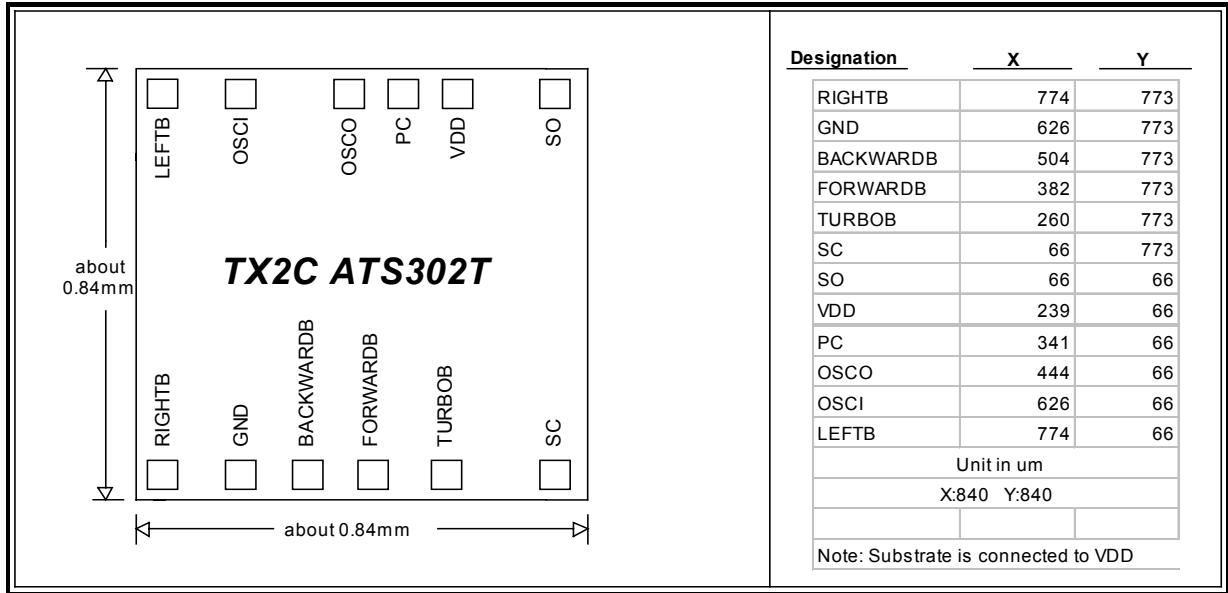 LEFTB
OSCI
OSCO
PC
VDD
SO
about
0.84mm
TX2C ATS302T
RIGHTB
GND
BACKWARDB
FORWARDB
TURBOB
SC
about 0.84mm
Designation X Y
RIGHTB 774 773
GND 626 773
BACKWARDB 504 773
FORWARDB 382 773
TURBOB 260 773
SC 66 773
SO 66 66
VDD 239 66
PC 341 66
OSCO 444 66
OSCI 626 66
LEFTB 774 66
Unit in um
X:840 Y:840
Note: Substrate is connected to VDD